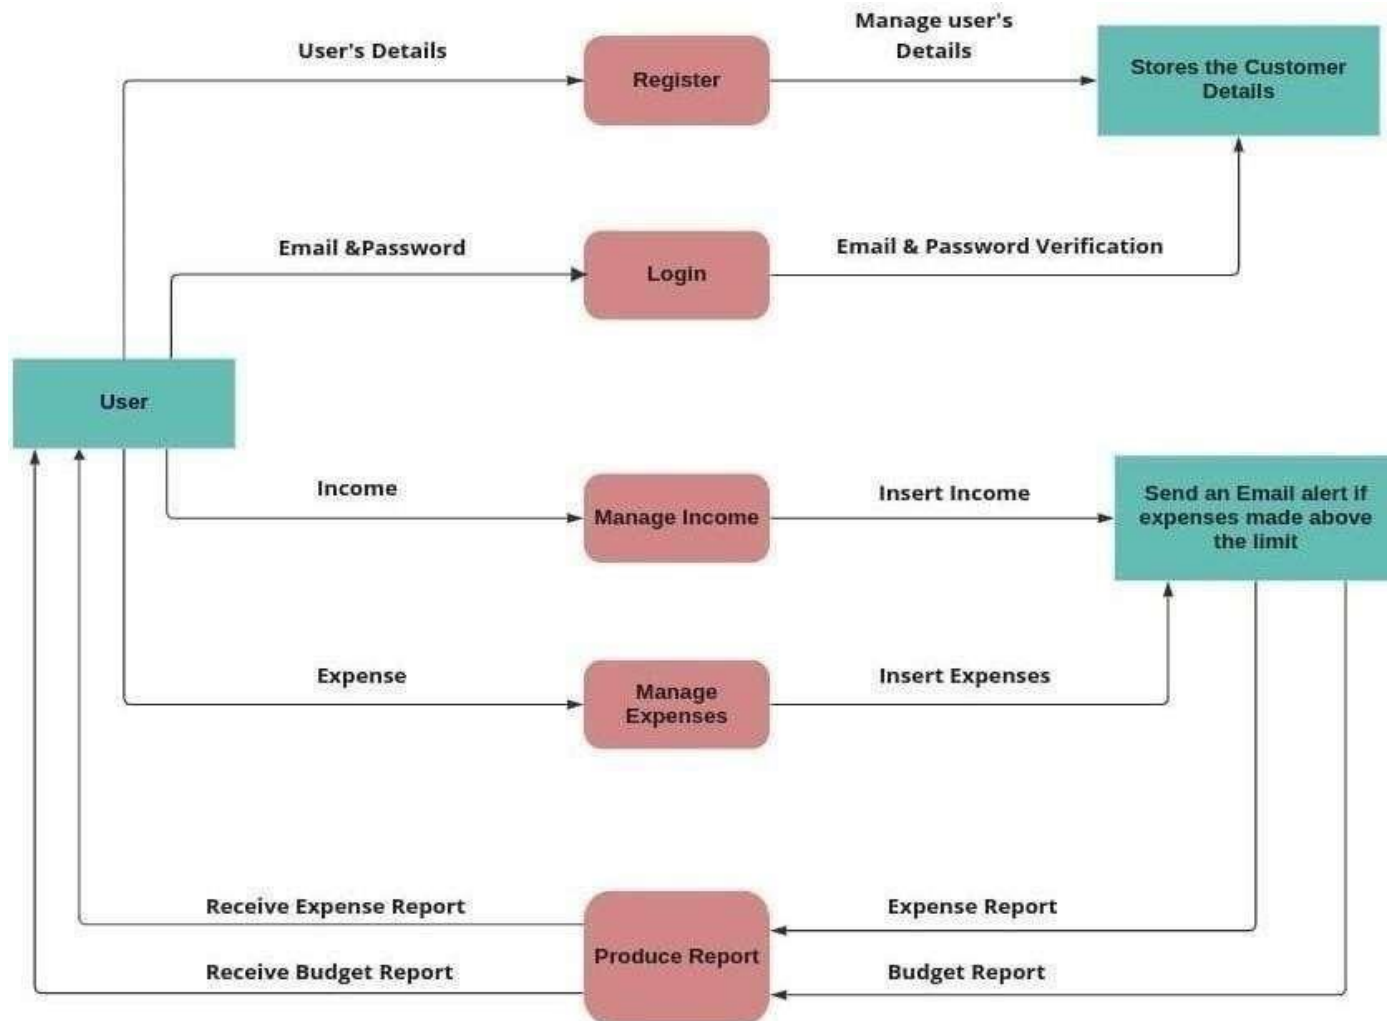 Manage user's
Details
User's Details
Register
Stores the Customer
Details
Email &Password
Login
Email & Password Verification
User
Income
Manage Income
Insert Income
Send an Email alert if
expenses made above
the limit
Expense
Manage
Expenses
Insert Expenses
Receive Expense Report
Expense Report
Produce Report
Receive Budget Report
Budget Report